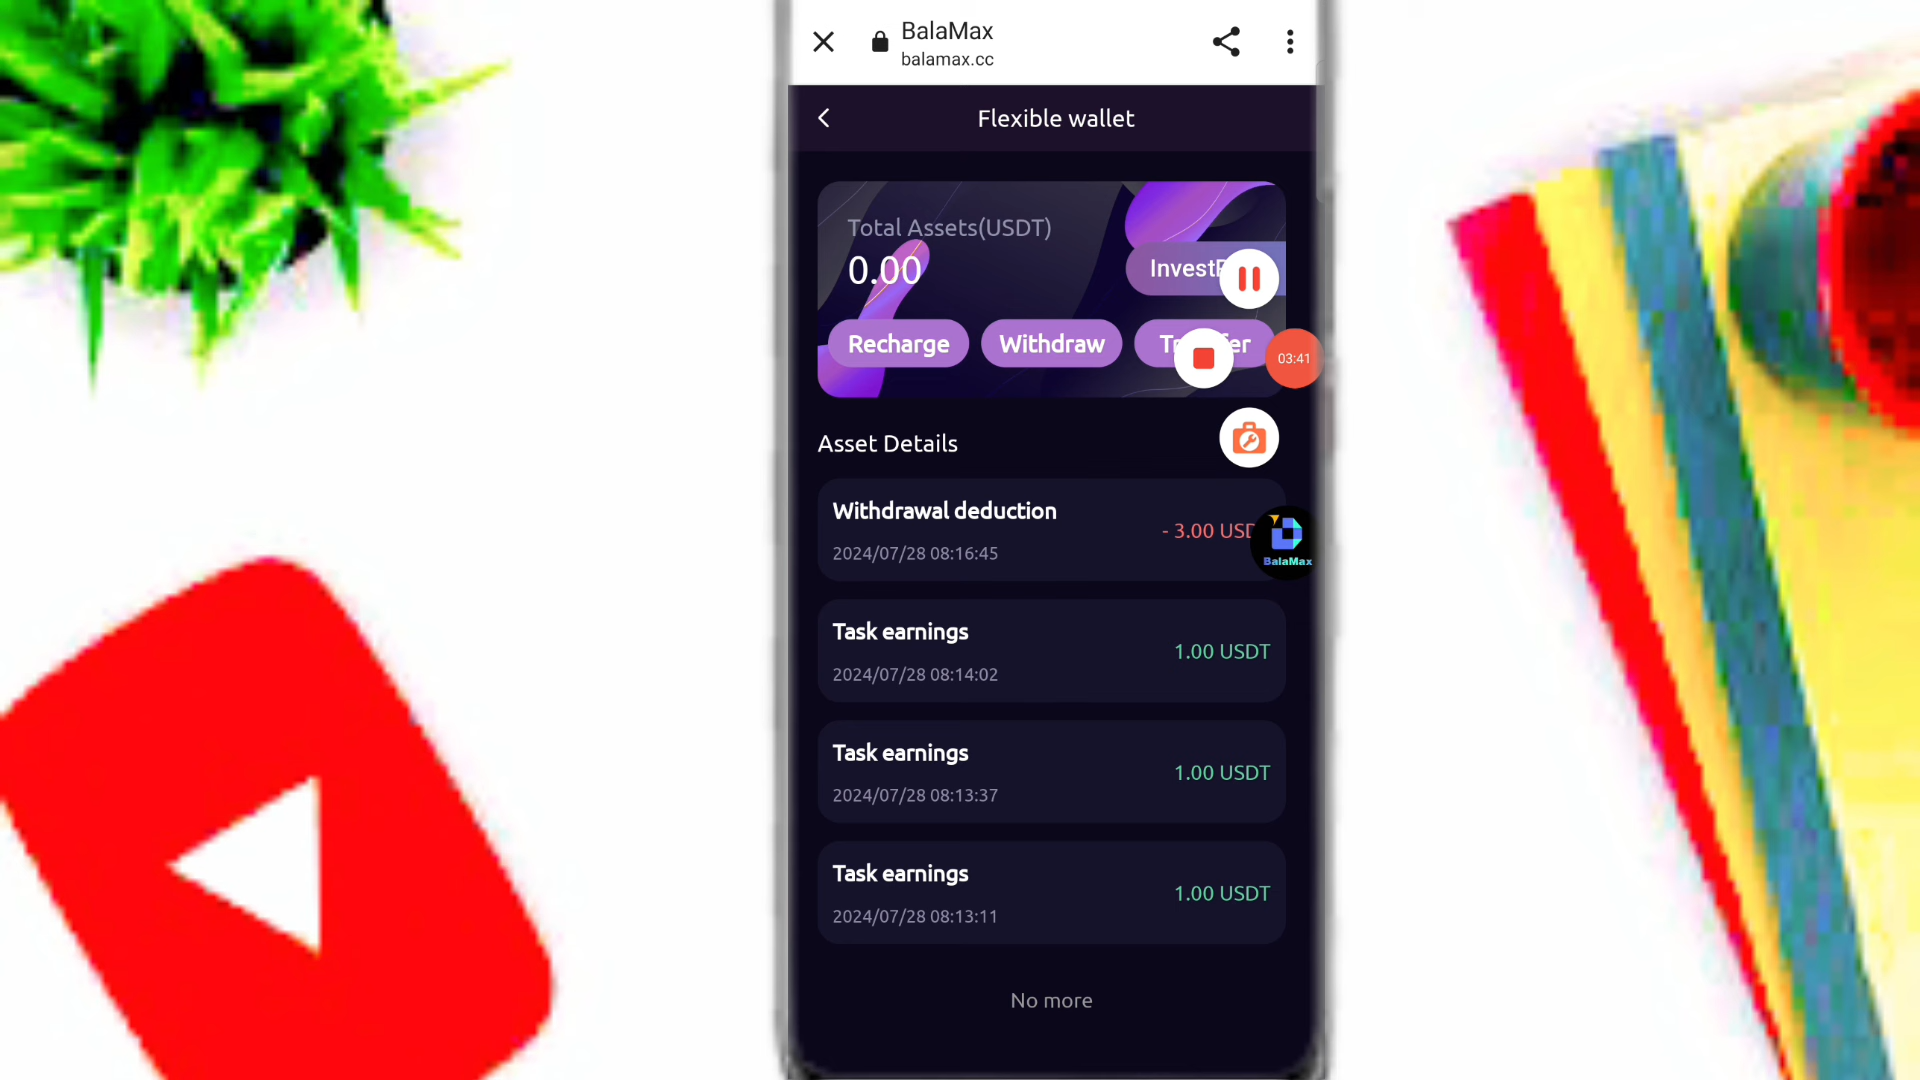 BalaMax
balamax.cc
Flexible wallet
Total Assets(USDT)
0.00
Recharge
Withdraw
03:41
Asset Details
Withdrawal deduction
- 3.00
2024/07/28 08:16:45
BalaMax
Task earnings
1.00 USDT
2024/07/28 08:14:02
Task earnings
1.00 USDT
2024/07/28 08:13:37
Task earnings
1.00 USDT
2024/07/28 08:13:11
No more